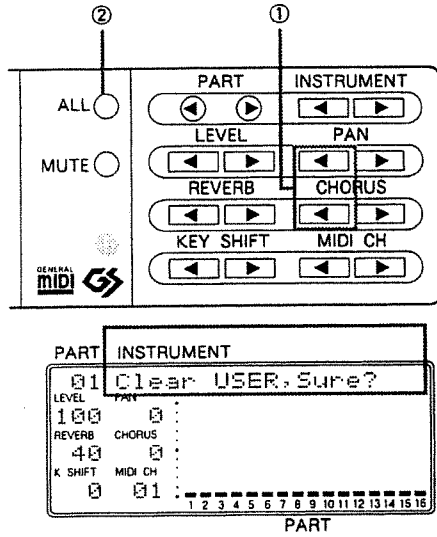 ② ①
PART INSTRUMENT
ALL
LEVEL PAN
MUTE
REVERB CHORUS
KEY SHIFT MIDI CH
GENERAL
MIDI GS
PART INSTRUMENT
01 Clear USER,Sure?
LEVEL PAN
100 0
REVERB CHORUS
40 0
K SHIFT MIDI CH
0 01
1 2 3 4 5 6 7 8 9 10 11 12 13 14 15 16
PART